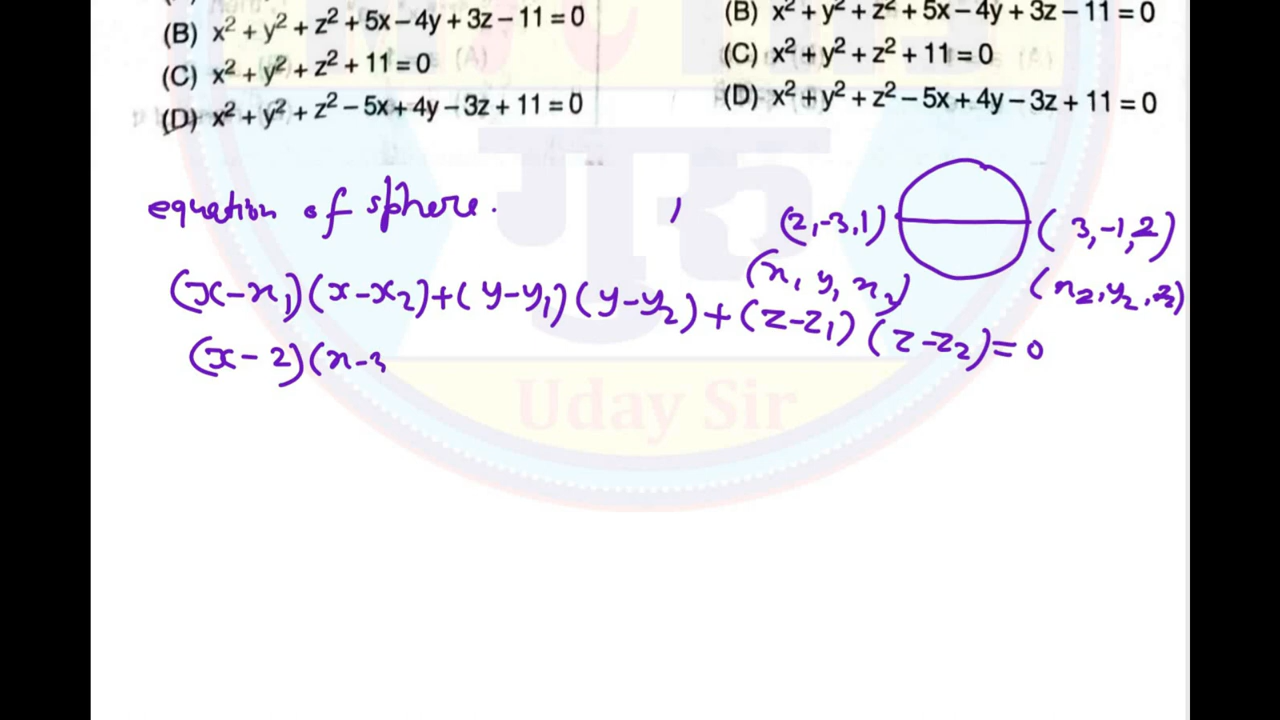 (B) x² + y² + z² + 5x – 4y + 3z – 11 = 0
(C) x² + y² + z² + 11 = 0
(D) x² + y² + z² – 5x + 4y – 3z + 11 = 0
(B) x² + y² + z² + 5x – 4y + 3z – 11 = 0
(C) x² + y² + z² + 11 = 0
(D) x² + y² + z² – 5x + 4y – 3z + 11 = 0
equation of sphere.
(2,-3,1)
(3,-1,2)
(x₂,y₂,z₂)
(x-x₁)(x-x₂)+(y-y₁)(y-y₂)+(z-z₁)(z-z₂)=0
(x-2)(x-3
गुरु
Uday Sir